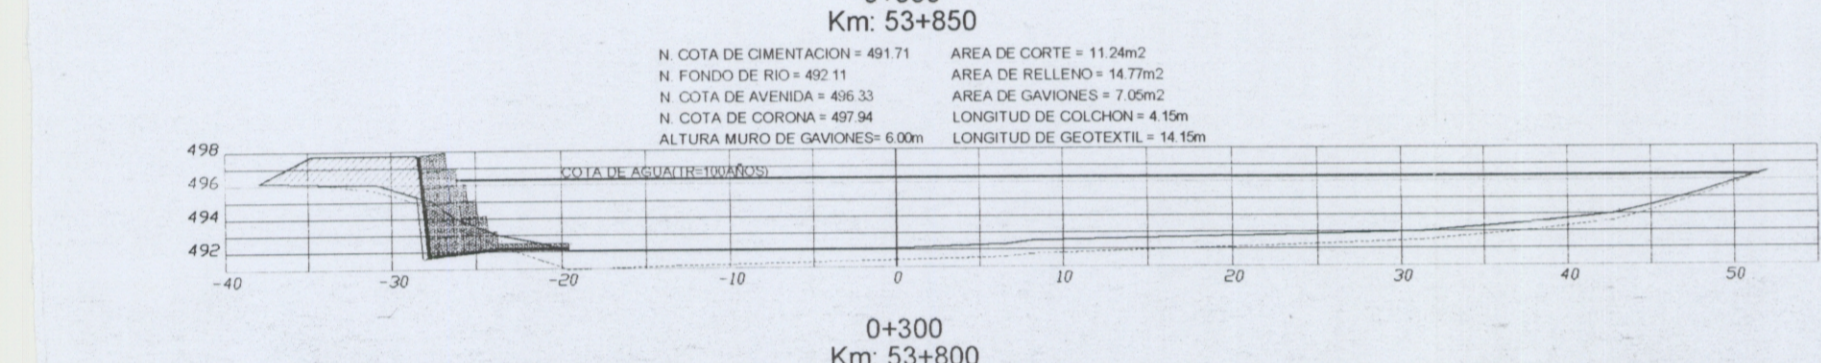 Km: 53+850
N. COTA DE CIMENTACION = 491.71
N. FONDO DE RIO = 492.11
N. COTA DE AVENIDA = 496.33
N. COTA DE CORONA = 497.94
ALTURA MURO DE GAVIONES= 6.00m
AREA DE CORTE = 11.24m2
AREA DE RELLENO = 14.77m2
AREA DE GAVIONES = 7.05m2
LONGITUD DE COLCHON = 4.15m
LONGITUD DE GEOTEXTIL = 14.15m
498
496
494
492
COTA DE AGUA(TR=100AÑOS)
-40 -30 -20 -10 0 10 20 30 40 50
0+300
Km: 53+800